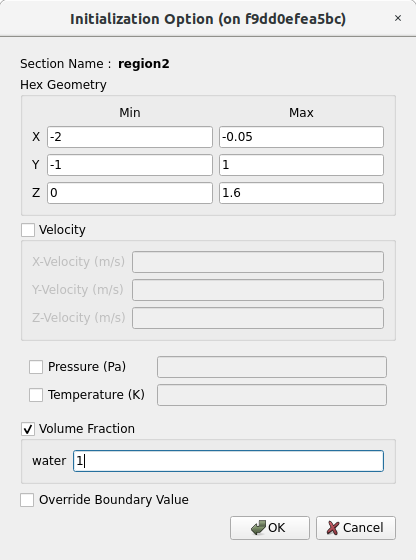 Initialization Option (on f9dd0efea5bc)
Section Name : region2
Hex Geometry
Min Max
X -2 -0.05
Y -1 1
Z 0 1.6
Velocity
X-Velocity (m/s)
Y-Velocity (m/s)
Z-Velocity (m/s)
Pressure (Pa)
Temperature (K)
Volume Fraction
water 1
Override Boundary Value
OK Cancel